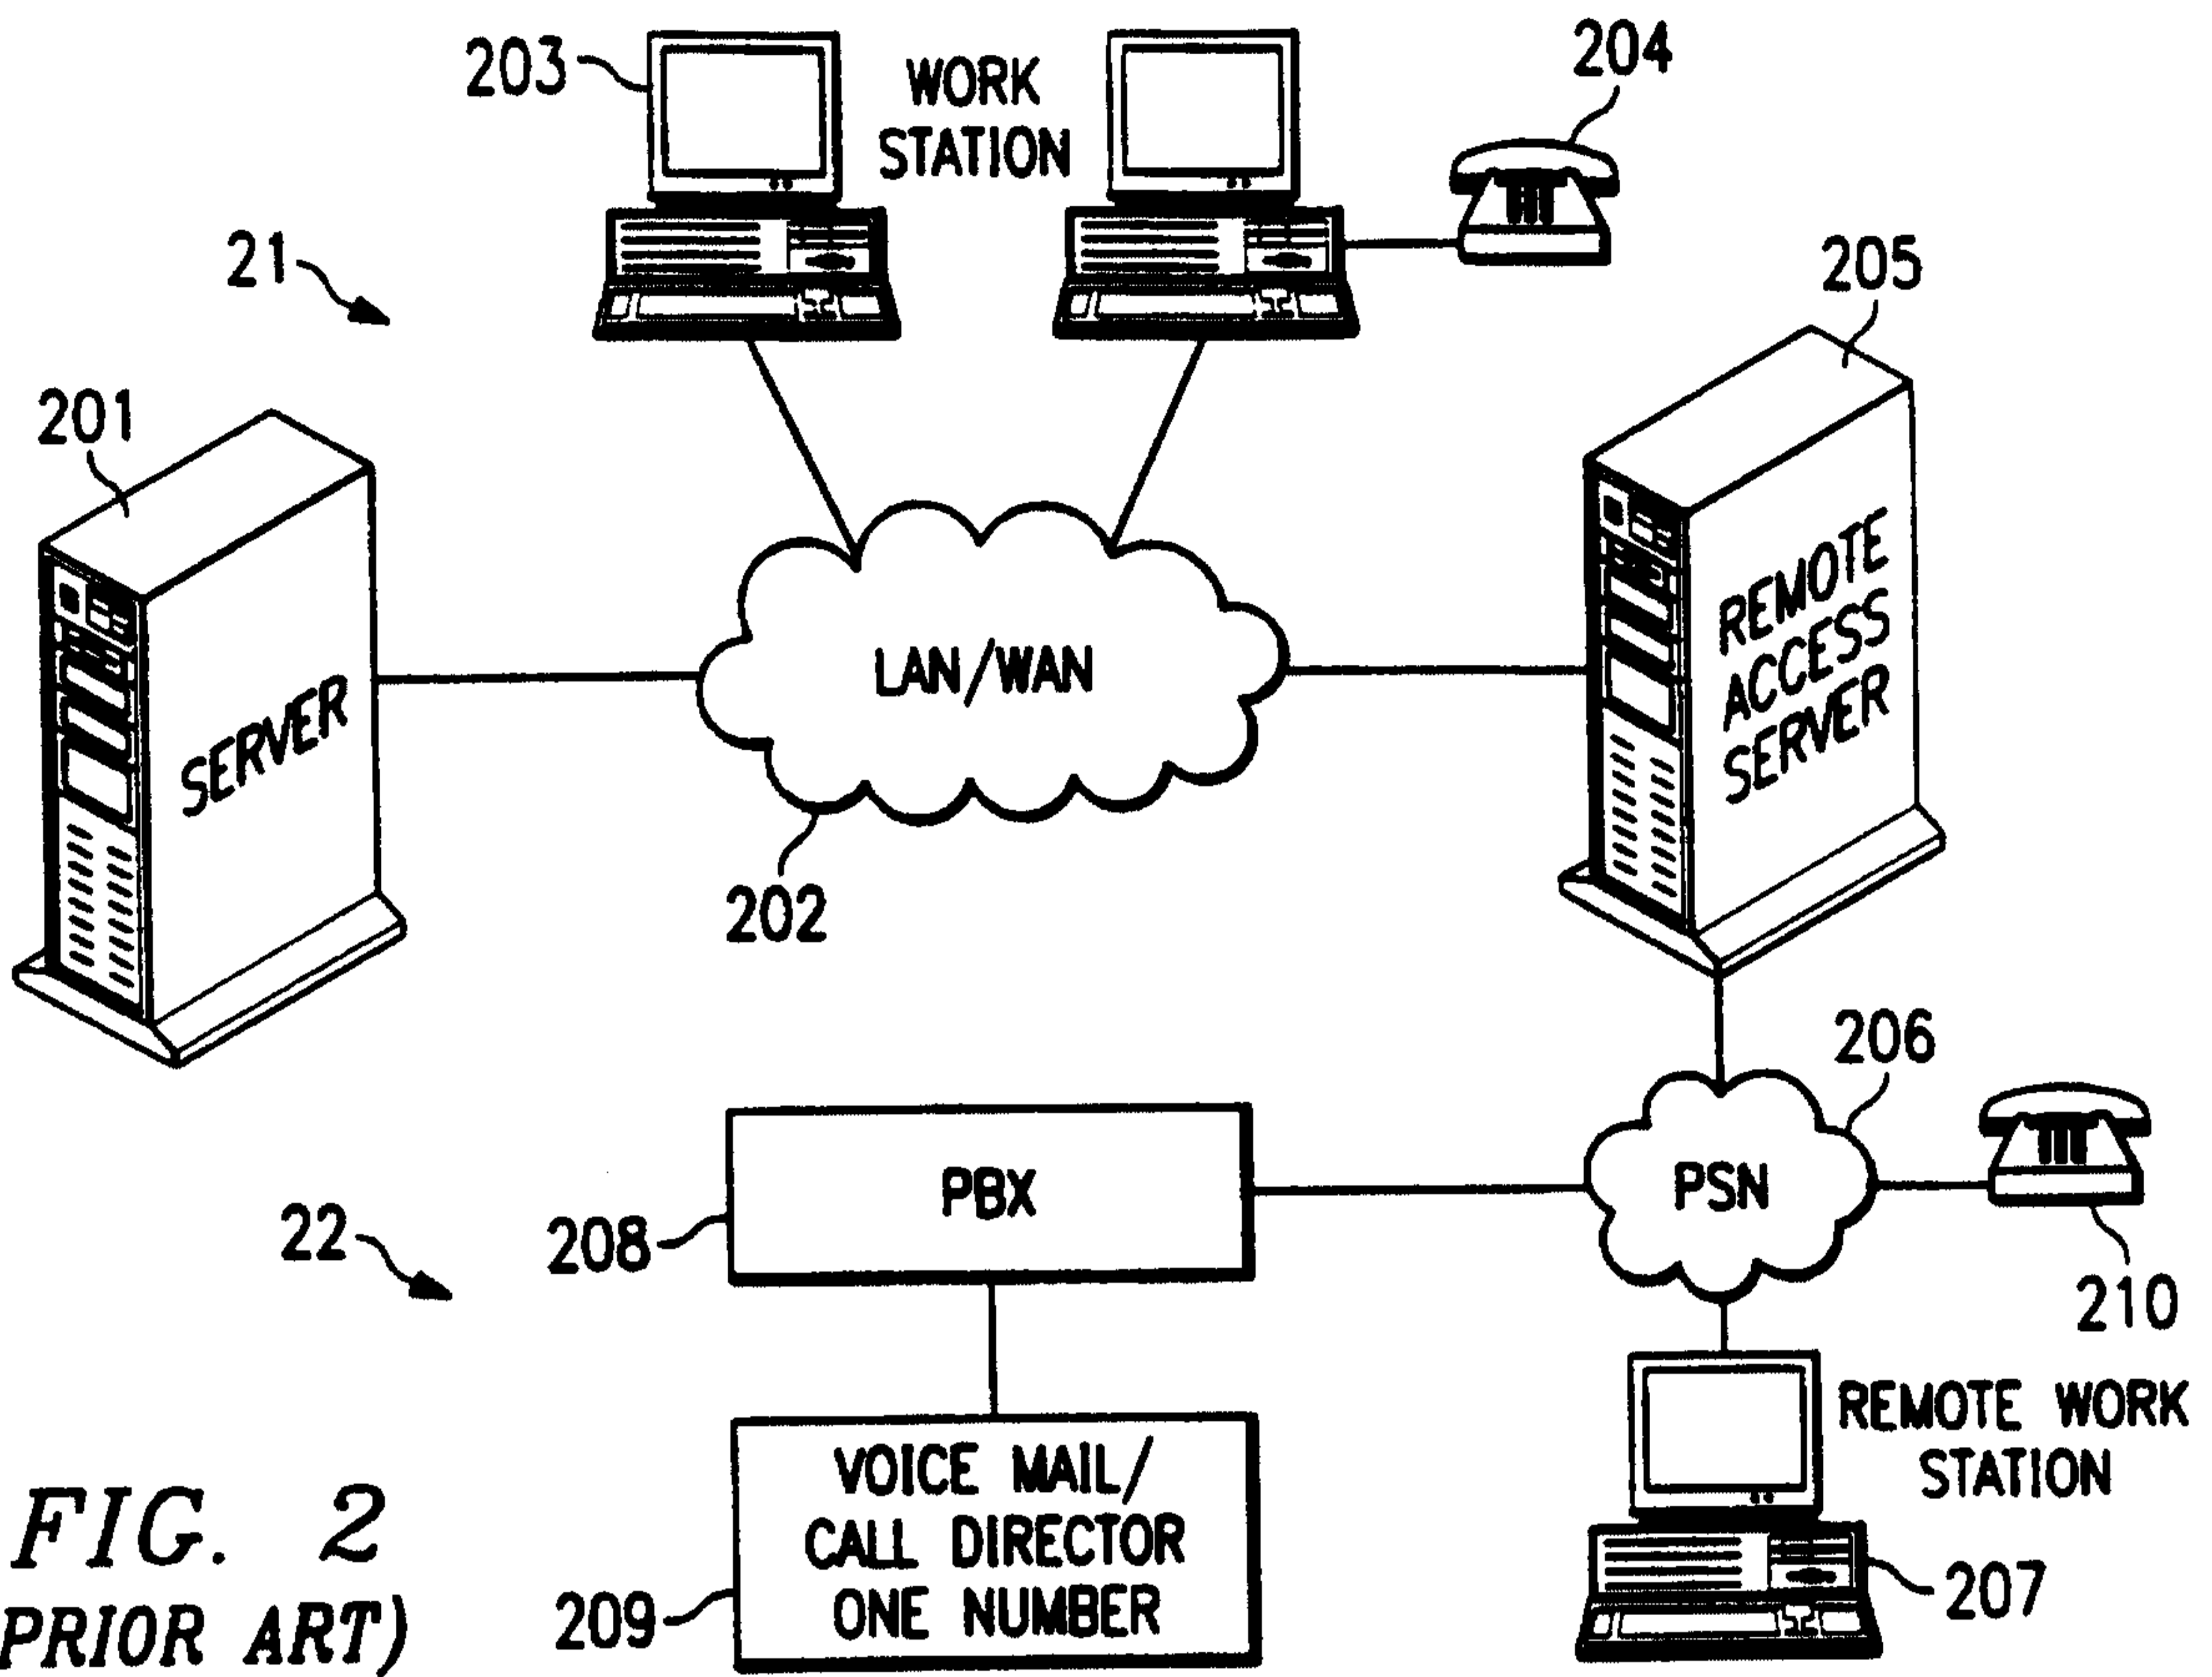 203
WORK
STATION
204
21
205
201
SERVER
LAN/WAN
REMOTE
ACCESS
SERVER
202
206
PBX
PSN
22
208
210
VOICE MAIL/
CALL DIRECTOR
ONE NUMBER
REMOTE WORK
STATION
209
207
FIG. 2
PRIOR ART)